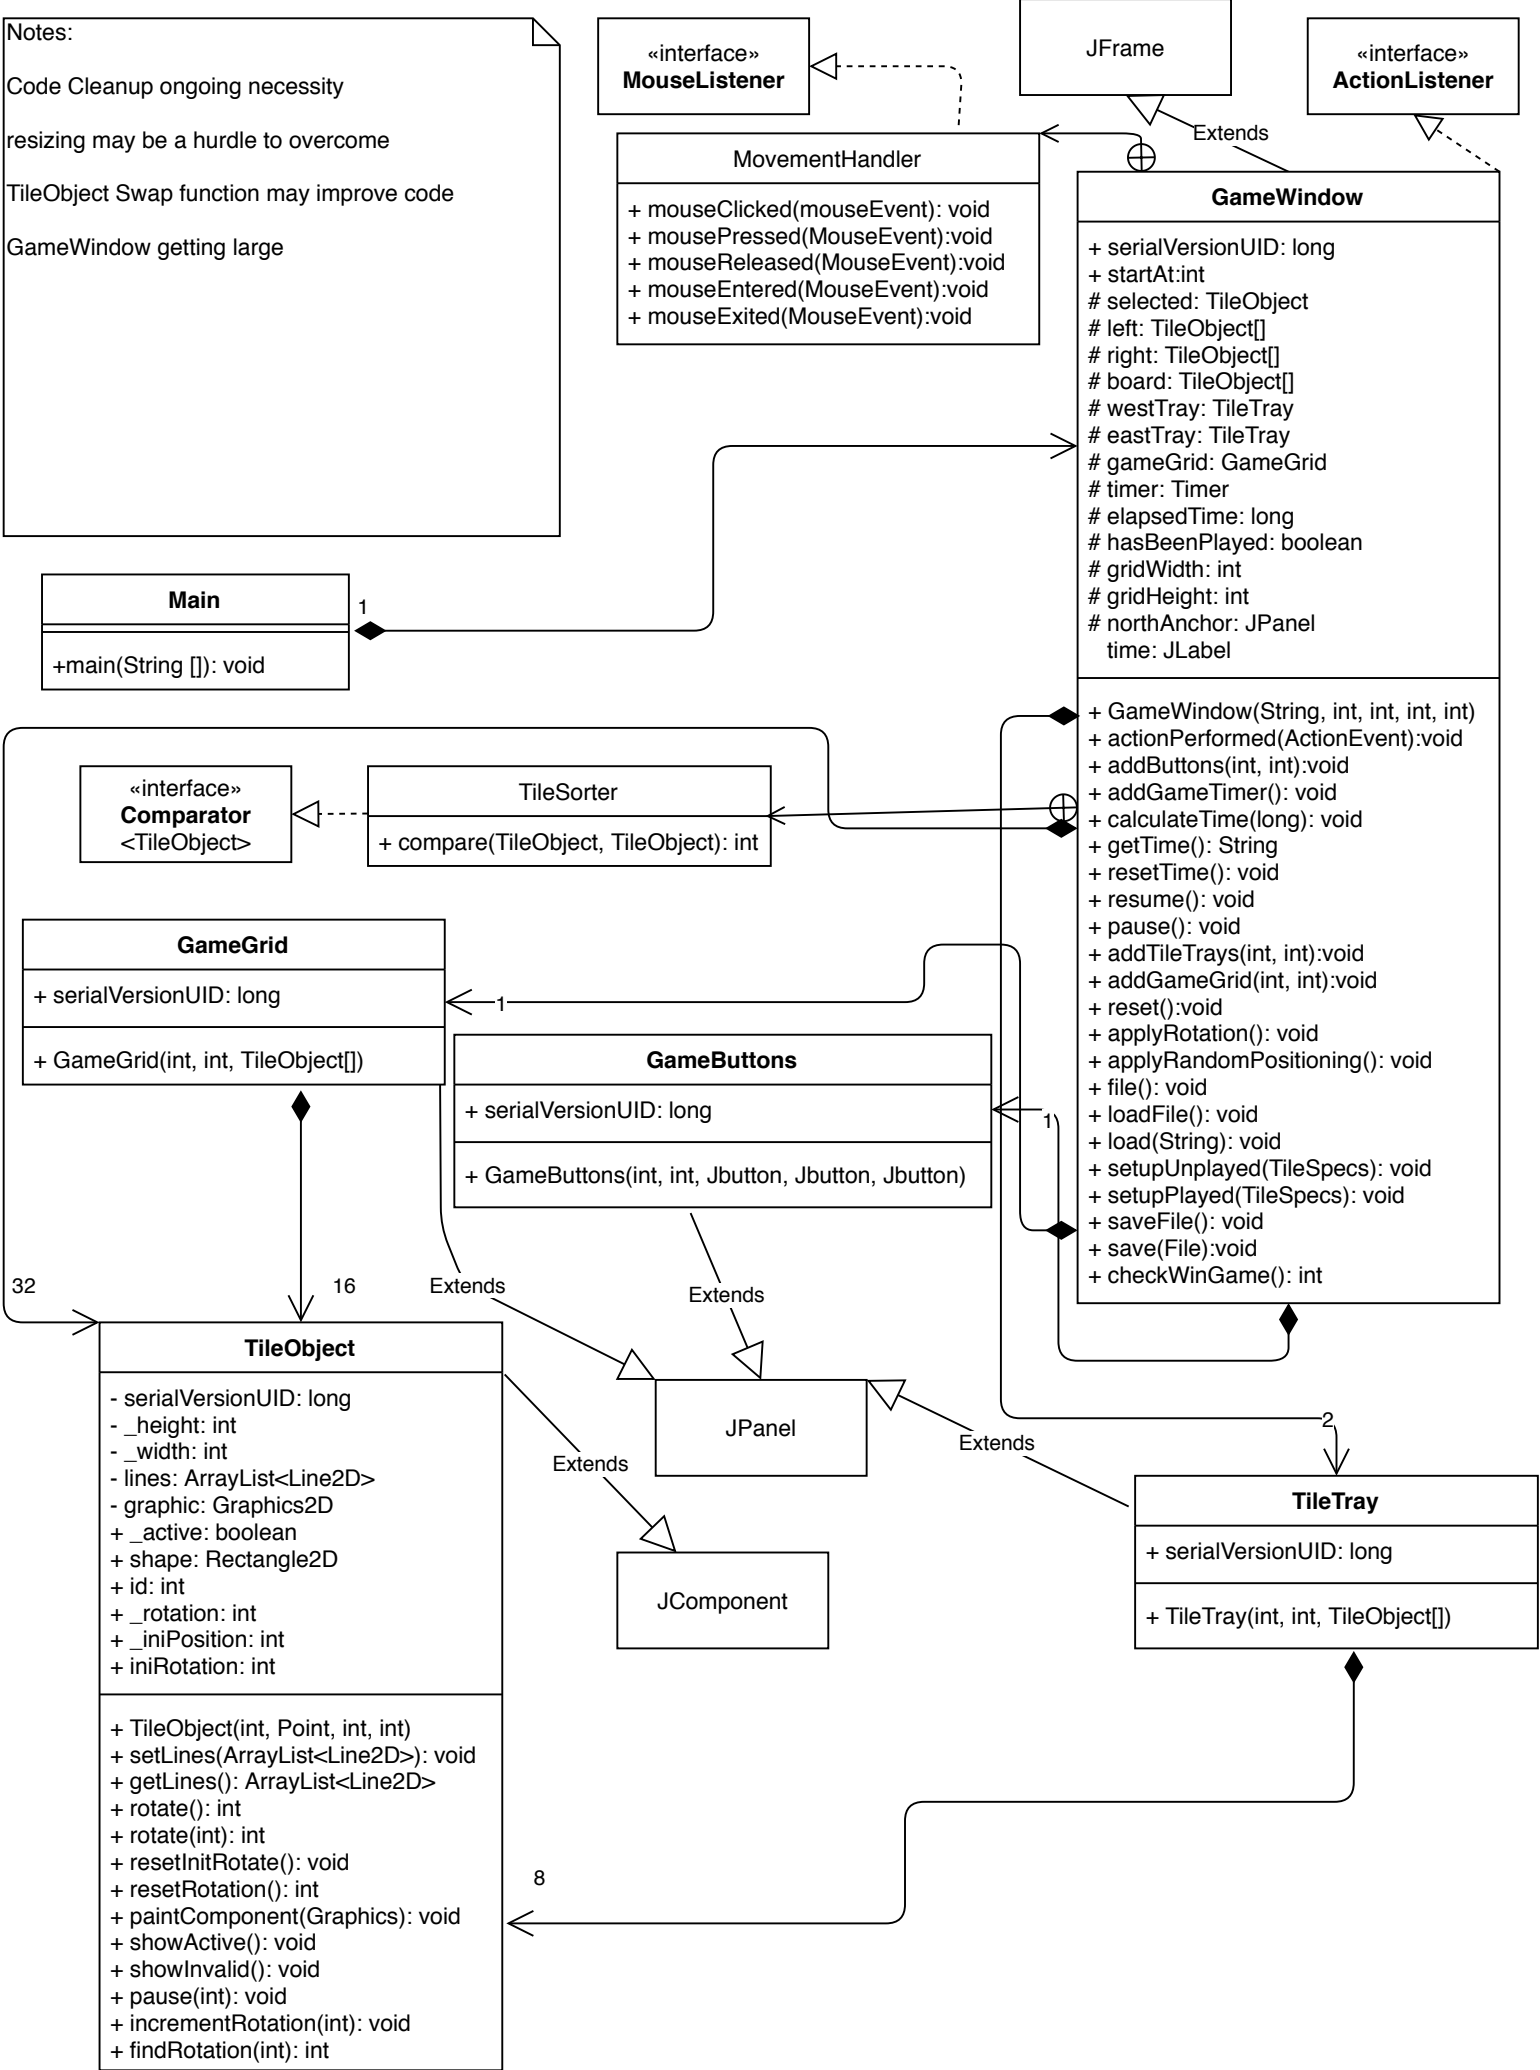 Notes:
Code Cleanup ongoing necessity
resizing may be a hurdle to overcome
TileObject Swap function may improve code
GameWindow getting large
«interface»
MouseListener
JFrame
«interface»
ActionListener
Extends
MovementHandler
+ mouseClicked(mouseEvent): void
+ mousePressed(MouseEvent):void
+ mouseReleased(MouseEvent):void
+ mouseEntered(MouseEvent):void
+ mouseExited(MouseEvent):void
GameWindow
+ serialVersionUID: long
+ startAt:int
# selected: TileObject
# left: TileObject[]
# right: TileObject[]
# board: TileObject[]
# westTray: TileTray
# eastTray: TileTray
# gameGrid: GameGrid
# timer: Timer
# elapsedTime: long
# hasBeenPlayed: boolean
# gridWidth: int
# gridHeight: int
# northAnchor: JPanel
time: JLabel
+ GameWindow(String, int, int, int, int)
+ actionPerformed(ActionEvent):void
+ addButtons(int, int):void
+ addGameTimer(): void
+ calculateTime(long): void
+ getTime(): String
+ resetTime(): void
+ resume(): void
+ pause(): void
+ addTileTrays(int, int):void
+ addGameGrid(int, int):void
+ reset():void
+ applyRotation(): void
+ applyRandomPositioning(): void
+ file(): void
+ loadFile(): void
+ load(String): void
+ setupUnplayed(TileSpecs): void
+ setupPlayed(TileSpecs): void
+ saveFile(): void
+ save(File):void
+ checkWinGame(): int
Main
+main(String []): void
1
«interface»
Comparator
<TileObject>
TileSorter
+ compare(TileObject, TileObject): int
GameGrid
+ serialVersionUID: long
+ GameGrid(int, int, TileObject[])
1
GameButtons
+ serialVersionUID: long
+ GameButtons(int, int, Jbutton, Jbutton, Jbutton)
1
32
16
Extends
Extends
TileObject
- serialVersionUID: long
- _height: int
- _width: int
- lines: ArrayList<Line2D>
- graphic: Graphics2D
+ _active: boolean
+ shape: Rectangle2D
+ id: int
+ _rotation: int
+ _iniPosition: int
+ iniRotation: int
+ TileObject(int, Point, int, int)
+ setLines(ArrayList<Line2D>): void
+ getLines(): ArrayList<Line2D>
+ rotate(): int
+ rotate(int): int
+ resetInitRotate(): void
+ resetRotation(): int
+ paintComponent(Graphics): void
+ showActive(): void
+ showInvalid(): void
+ pause(int): void
+ incrementRotation(int): void
+ findRotation(int): int
JPanel
Extends
Extends
2
JComponent
TileTray
+ serialVersionUID: long
+ TileTray(int, int, TileObject[])
8